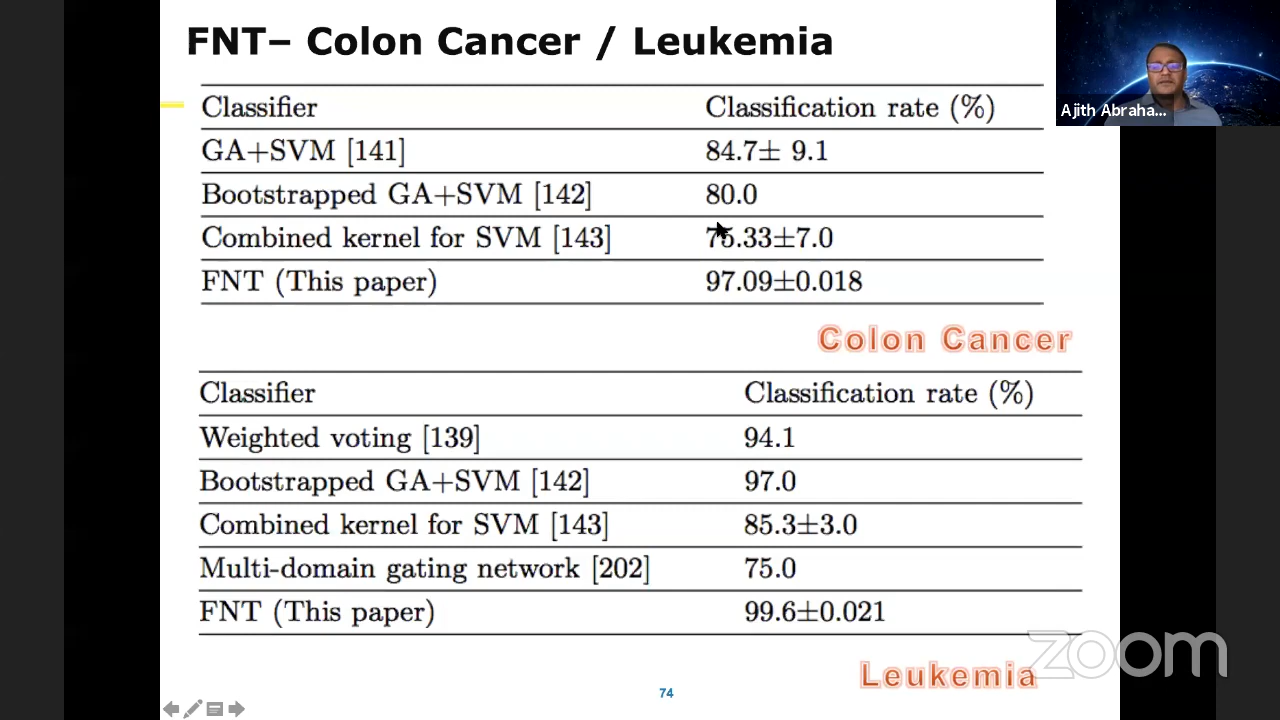 FNT– Colon Cancer / Leukemia
Ajith Abraha...
Classifier Classification rate (%)
GA+SVM [141] 84.7± 9.1
Bootstrapped GA+SVM [142] 80.0
Combined kernel for SVM [143] 75.33±7.0
FNT (This paper) 97.09±0.018
Colon Cancer
Classifier Classification rate (%)
Weighted voting [139] 94.1
Bootstrapped GA+SVM [142] 97.0
Combined kernel for SVM [143] 85.3±3.0
Multi-domain gating network [202] 75.0
FNT (This paper) 99.6±0.021
Leukemia
zoom
74